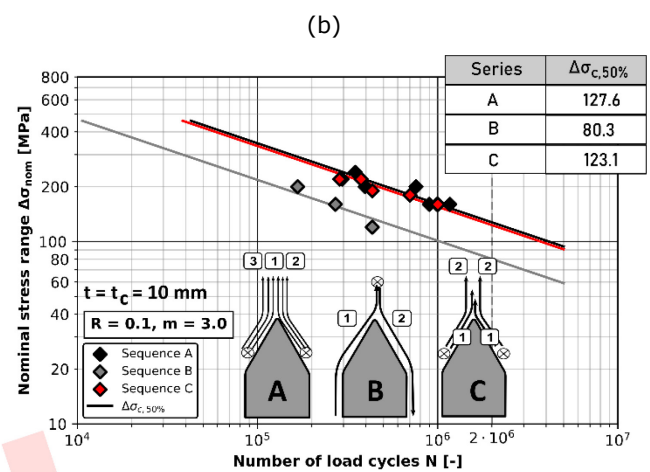 (b)
Series Δσc,50%
A 127.6
B 80.3
C 123.1
Nominal stress range Δσnom [MPa]
800
600
400
200
100
80
60
40
20
10
3 1 2
1 2
2 2
1 1
t = tc = 10 mm
R = 0.1, m = 3.0
Sequence A
Sequence B
Sequence C
Δσc,50%
A B C
10^4 10^5 10^6 2·10^6 10^7
Number of load cycles N [-]